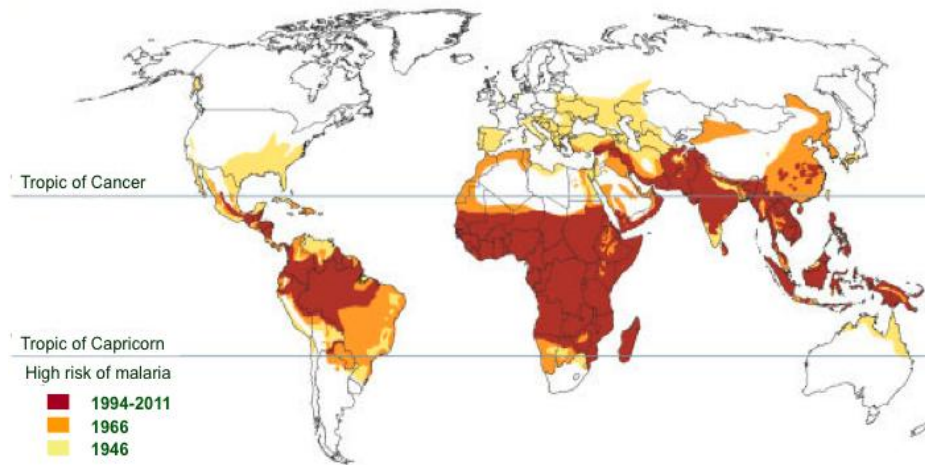 Tropic of Cancer
Tropic of Capricorn
High risk of malaria
1994-2011
1966
1946